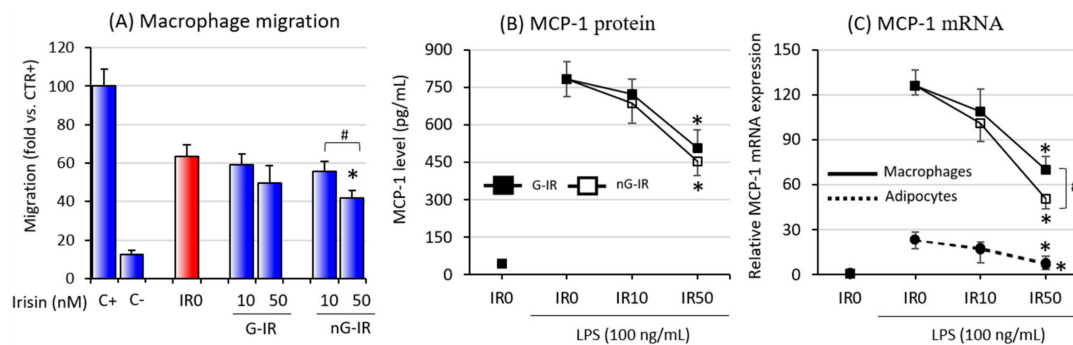 (A) Macrophage migration
Migration (fold vs. CTR+)
120
100
80
60
40
20
0
#
*
Irisin (nM)
C+
C-
IR0
10
50
10
50
G-IR
nG-IR
(B) MCP-1 protein
MCP-1 level (pg/mL)
900
750
600
450
300
150
0
*
*
G-IR
nG-IR
IR0
IR0
IR10
IR50
LPS (100 ng/mL)
(C) MCP-1 mRNA
Relative MCP-1 mRNA expression
150
120
90
60
30
0
Macrophages
Adipocytes
*
*
*
*
IR0
IR0
IR10
IR50
LPS (100 ng/mL)